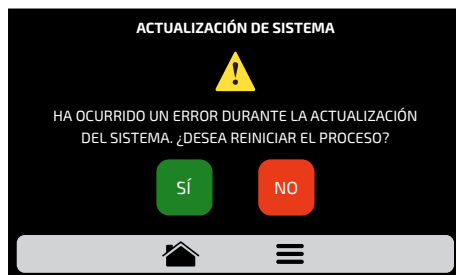 ACTUALIZACIÓN DE SISTEMA
HA OCURRIDO UN ERROR DURANTE LA ACTUALIZACIÓN
DEL SISTEMA. ¿DESEA REINICIAR EL PROCESO?
SÍ NO